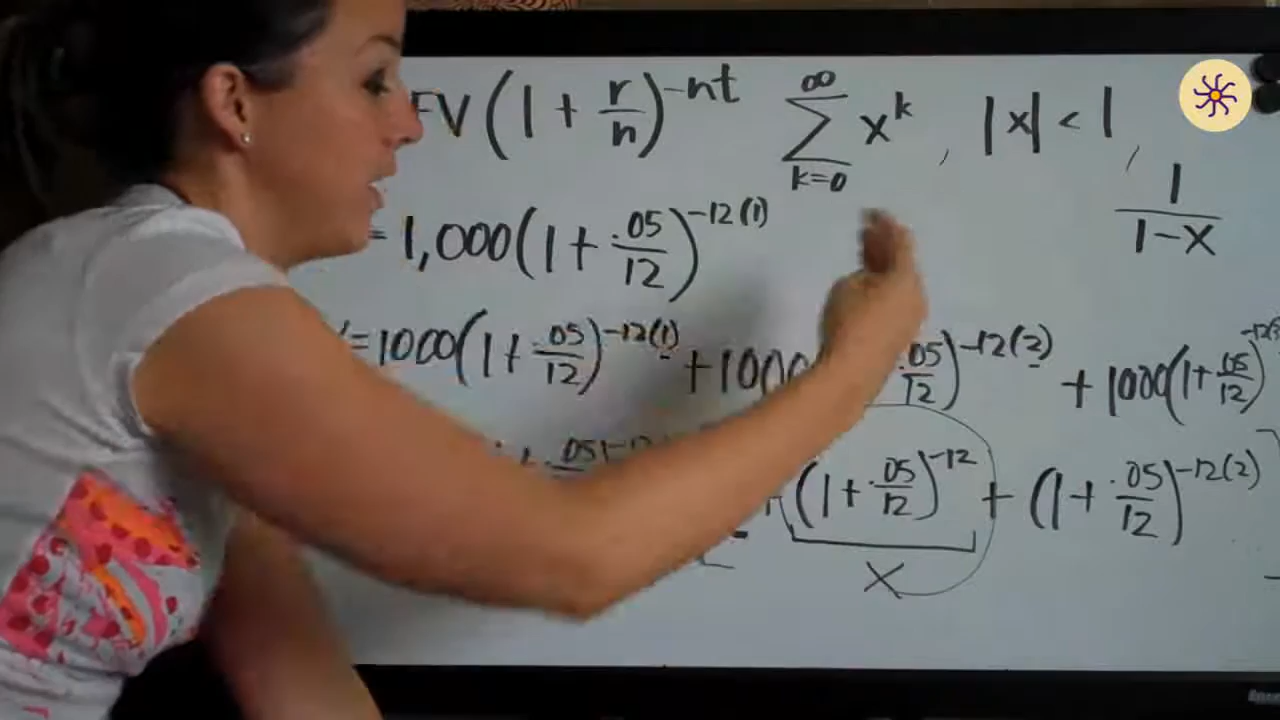 FV(1 + r/n)^-nt ∑ k=0 ∞ x^k, |x| < 1, 1/(1-x)
= 1,000(1 + .05/12)^-12(1)
=1000(1 + .05/12)^-12(1) +1000 .05/12)^-12(2) + 1000(1+ .05/12)
+ .05 (1 + .05/12)^-12 + (1 + .05/12)^-12(2)
x